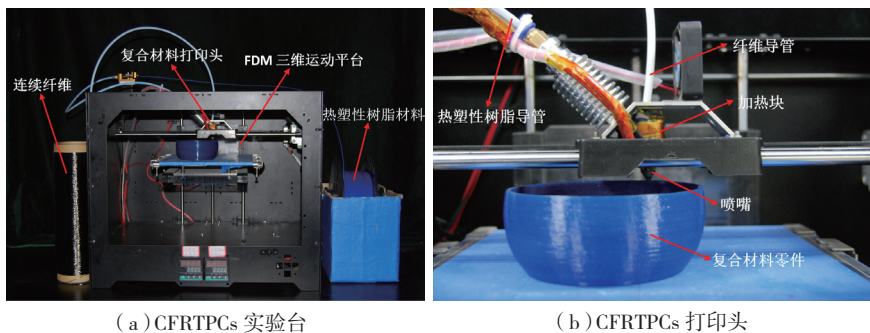 复合材料打印头
FDM 三维运动平台
连续纤维
热塑性树脂材料
纤维导管
热塑性树脂导管
加热块
喷嘴
复合材料零件
(a)CFRTPCs 实验台
(b)CFRTPCs 打印头